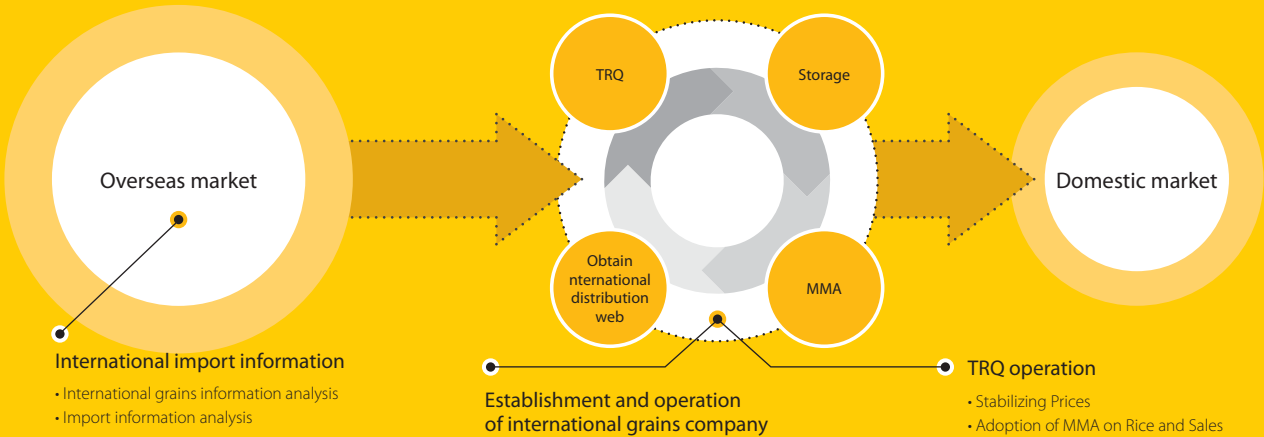 TRQ
Storage
Overseas market
Domestic market
Obtain
nternational
distribution
web
MMA
International import information
• International grains information analysis
• Import information analysis
Establishment and operation
of international grains company
TRQ operation
• Stabilizing Prices
• Adoption of MMA on Rice and Sales